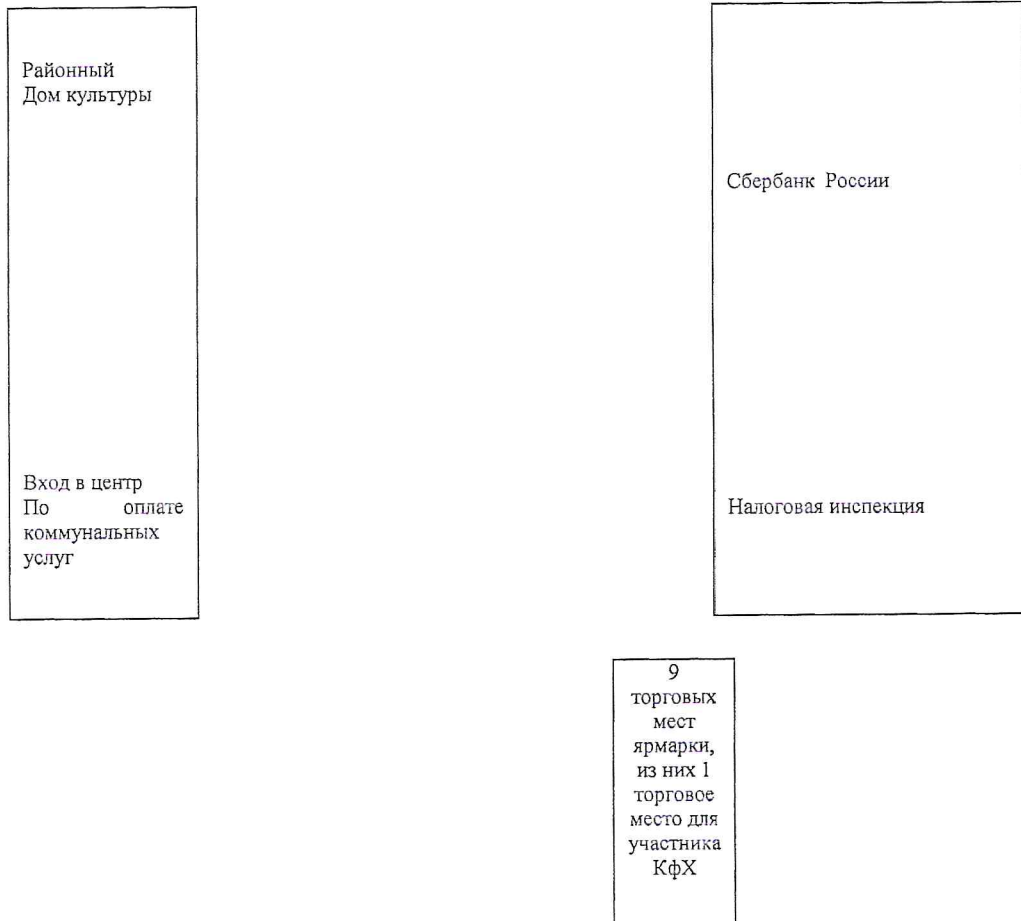 Районный
Дом культуры
Сбербанк России
Вход в центр
По оплате
коммунальных
услуг
Налоговая инспекция
9
торговых
мест
ярмарки,
из них 1
торговое
место для
участника
КфХ